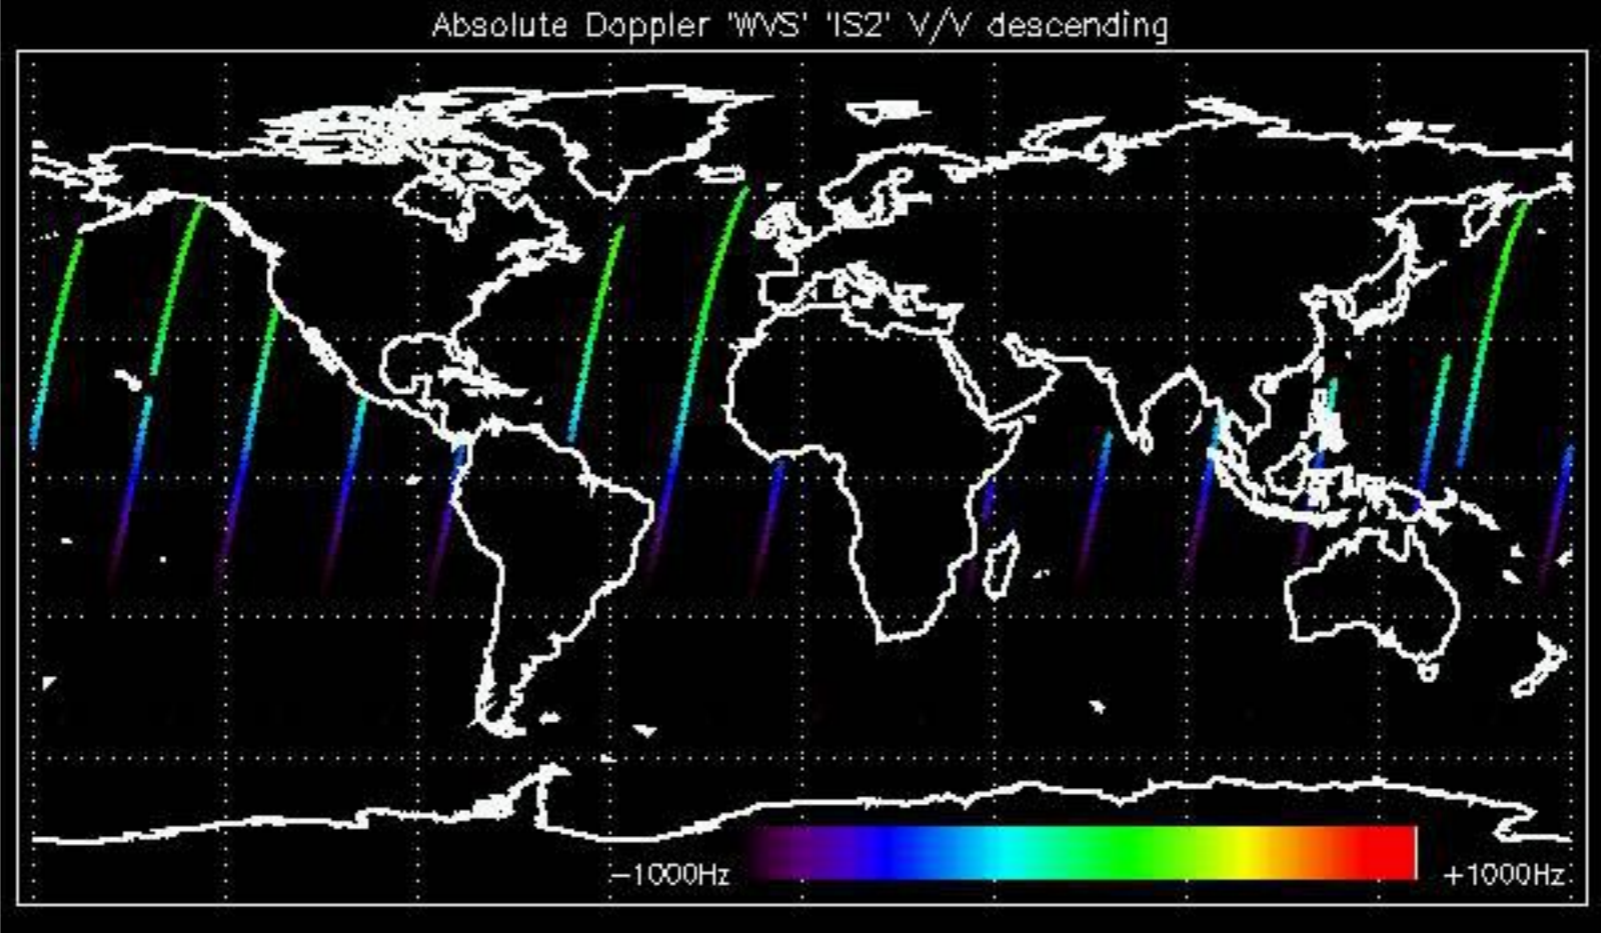 Absolute Doppler 'WVS' 'IS2' V/V descending
−1000Hz
+1000Hz